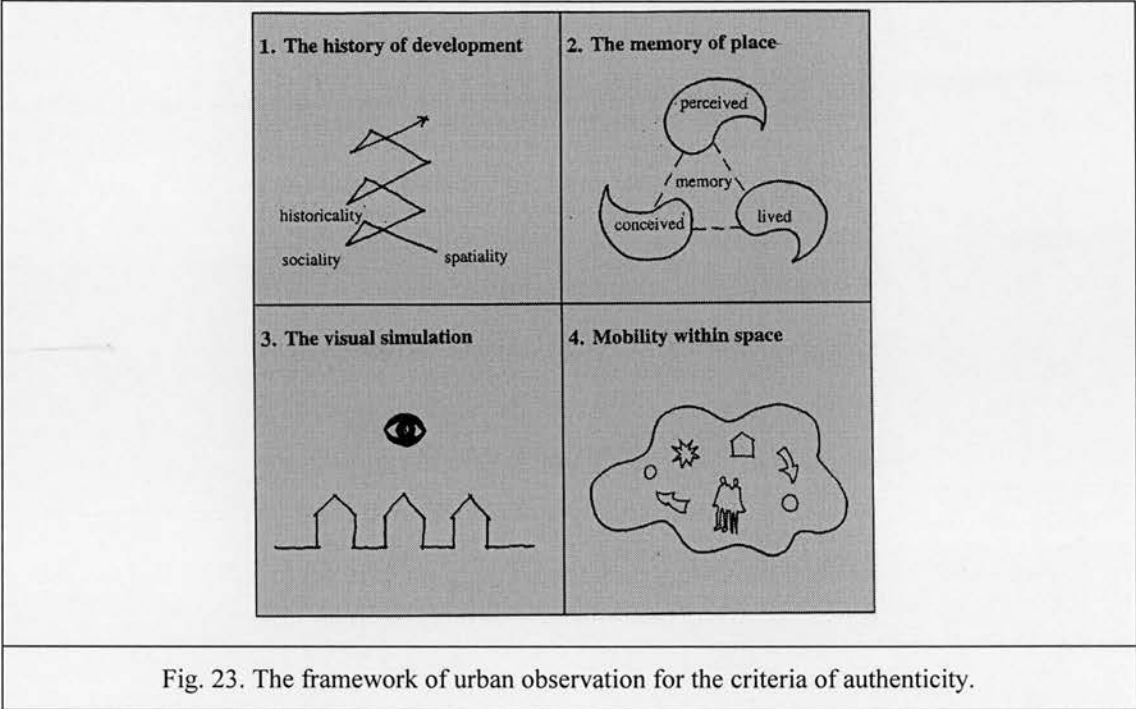 1. The history of development
historicality
sociality
spatiality
2. The memory of place
perceived
memory
conceived
lived
3. The visual simulation
4. Mobility within space
Fig. 23. The framework of urban observation for the criteria of authenticity.